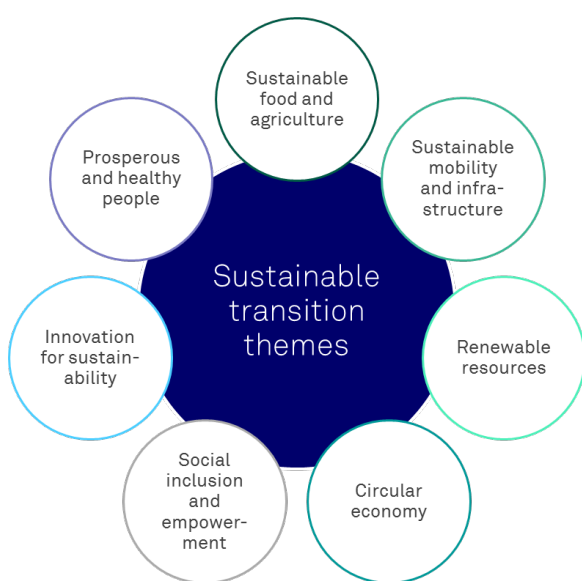 Sustainable
food and
agriculture
Sustainable
mobility
and infra-
structure
Renewable
resources
Circular
economy
Social
inclusion
and
empower-
ment
Innovation
for sustain-
ability
Prosperous
and healthy
people
Sustainable
transition
themes